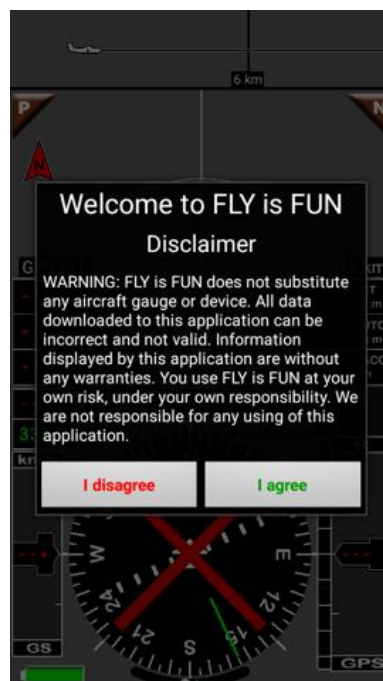 6 km
P
N
N
Welcome to FLY is FUN
Disclaimer
WARNING: FLY is FUN does not substitute
any aircraft gauge or device. All data
downloaded to this application can be
incorrect and not valid. Information
displayed by this application are without
any warranties. You use FLY is FUN at your
own risk, under your own responsibility. We
are not responsible for any using of this
application.
I disagree
I agree
W
E
24
12
21
S
15
GS
GPS